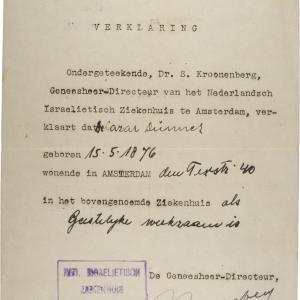 VERKLARING
Ondergeteekende, Dr. S. Kroonenberg,
Geneesheer-Directeur van het Nederlandsch
Israelietisch Ziekenhuis te Amsterdam, ver-
klaart dat Lazar Dünner
geboren 15-5-1876
wonende in AMSTERDAM den Texstr 40
in het bovengenoemde Ziekenhuis als
Geestelijke werkzaam is
De Geneesheer-Directeur,
NED. ISRAELIETISCH
ZIEKENHUIS